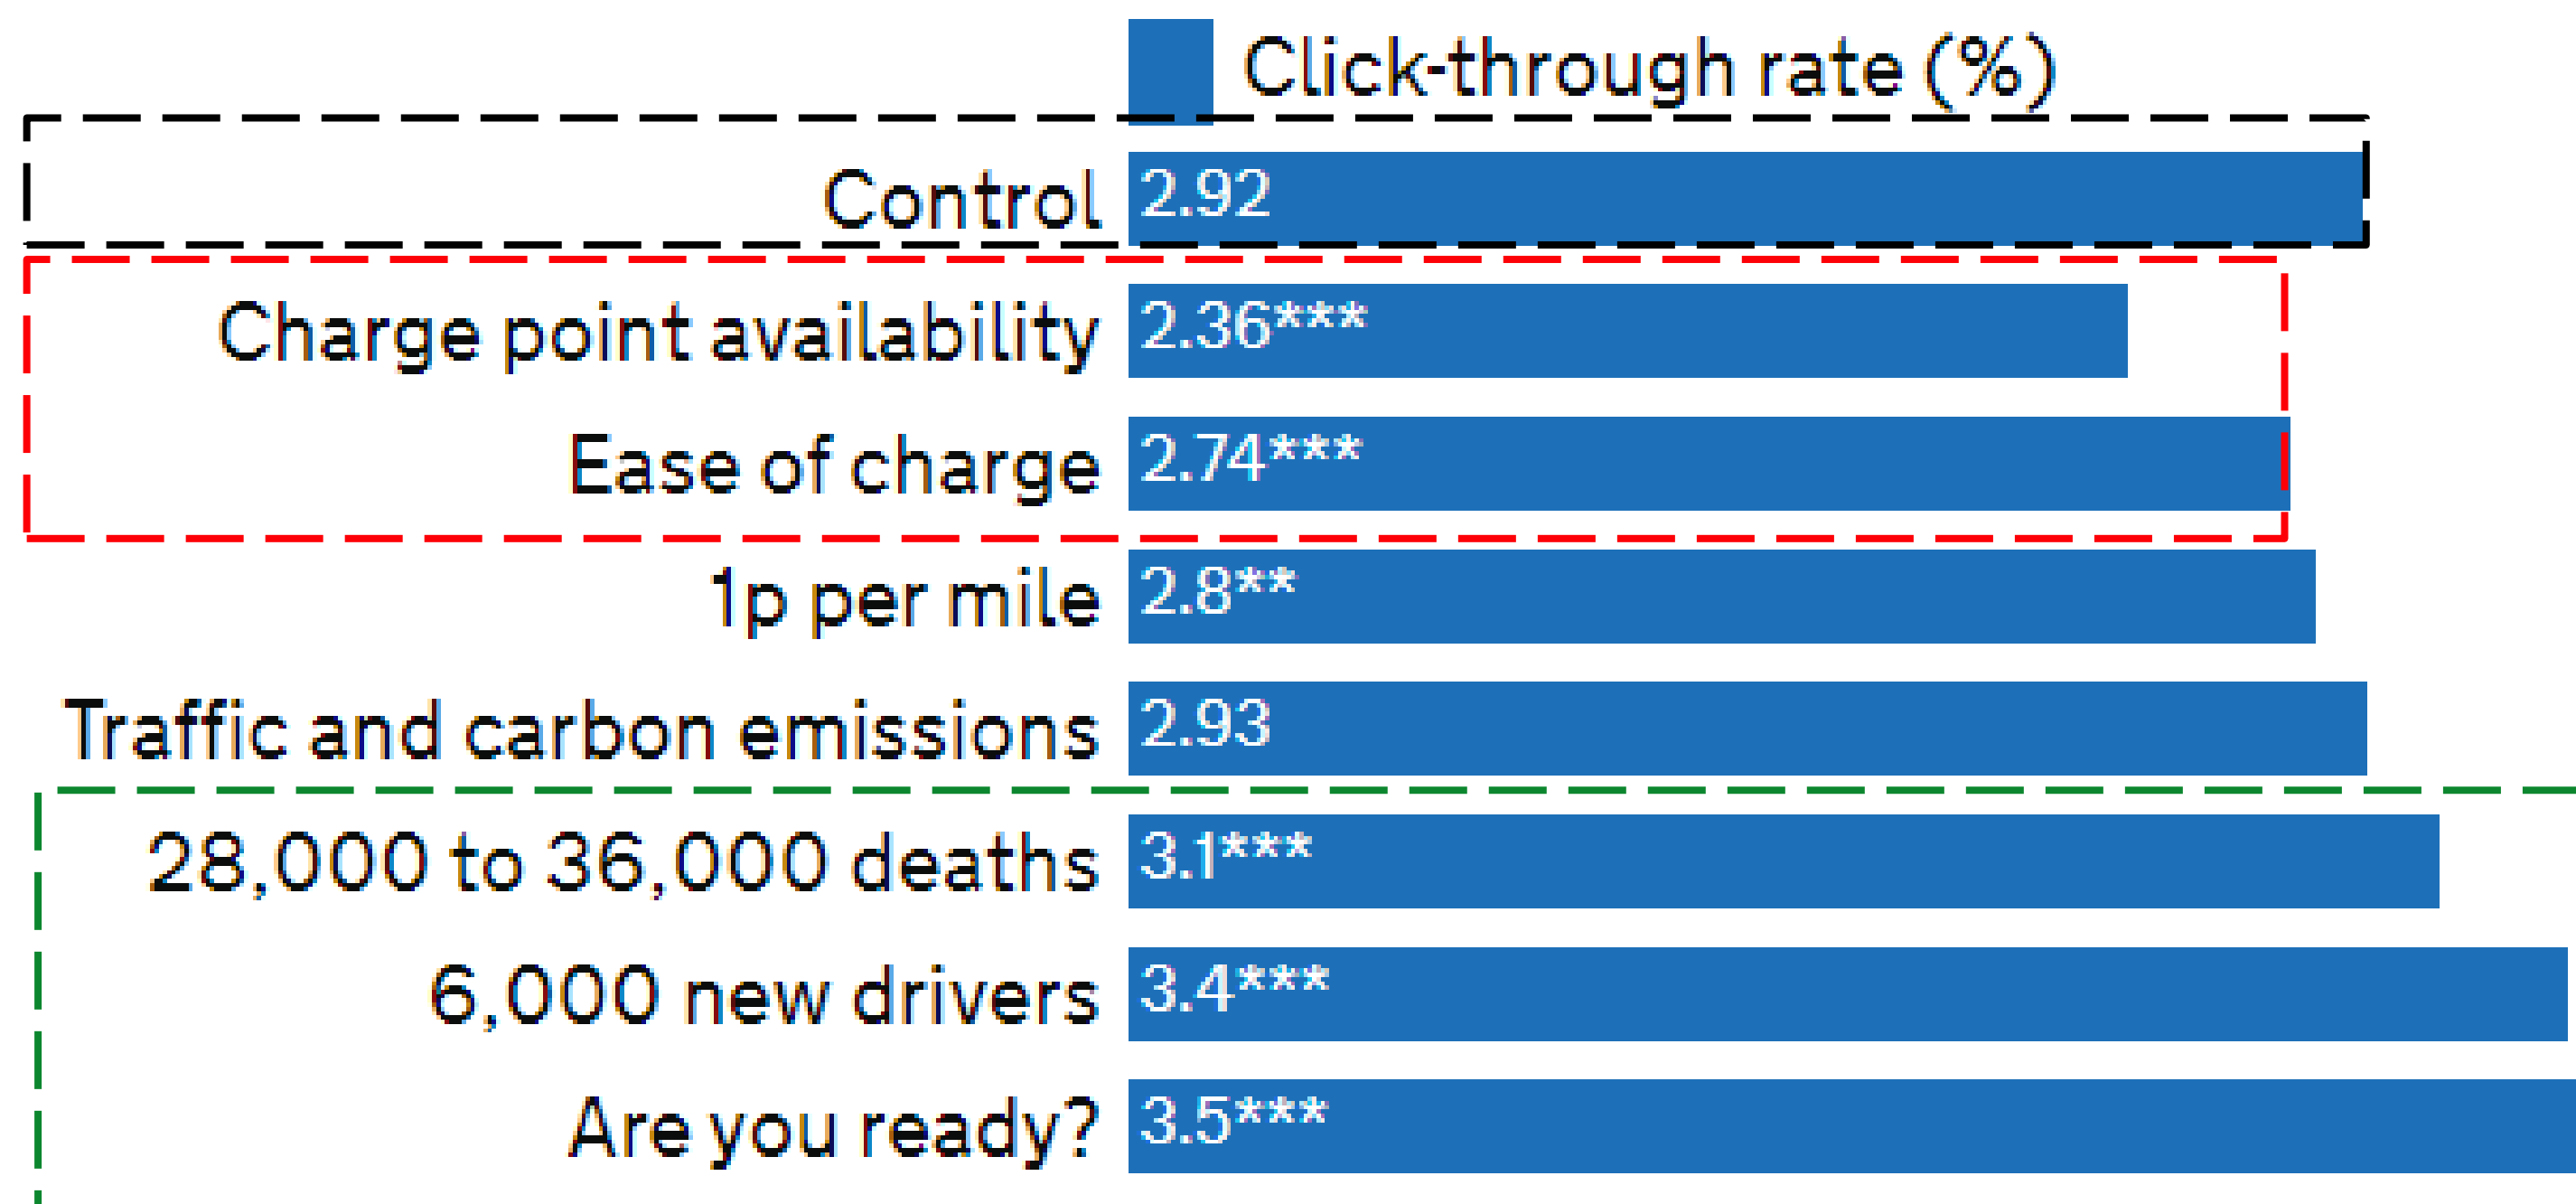 Click-through rate (%)
Control 2.92
Charge point availability 2.36***
Ease of charge 2.74***
1p per mile 2.8**
Traffic and carbon emissions 2.93
28,000 to 36,000 deaths 3.1***
6,000 new drivers 3.4***
Are you ready? 3.5***